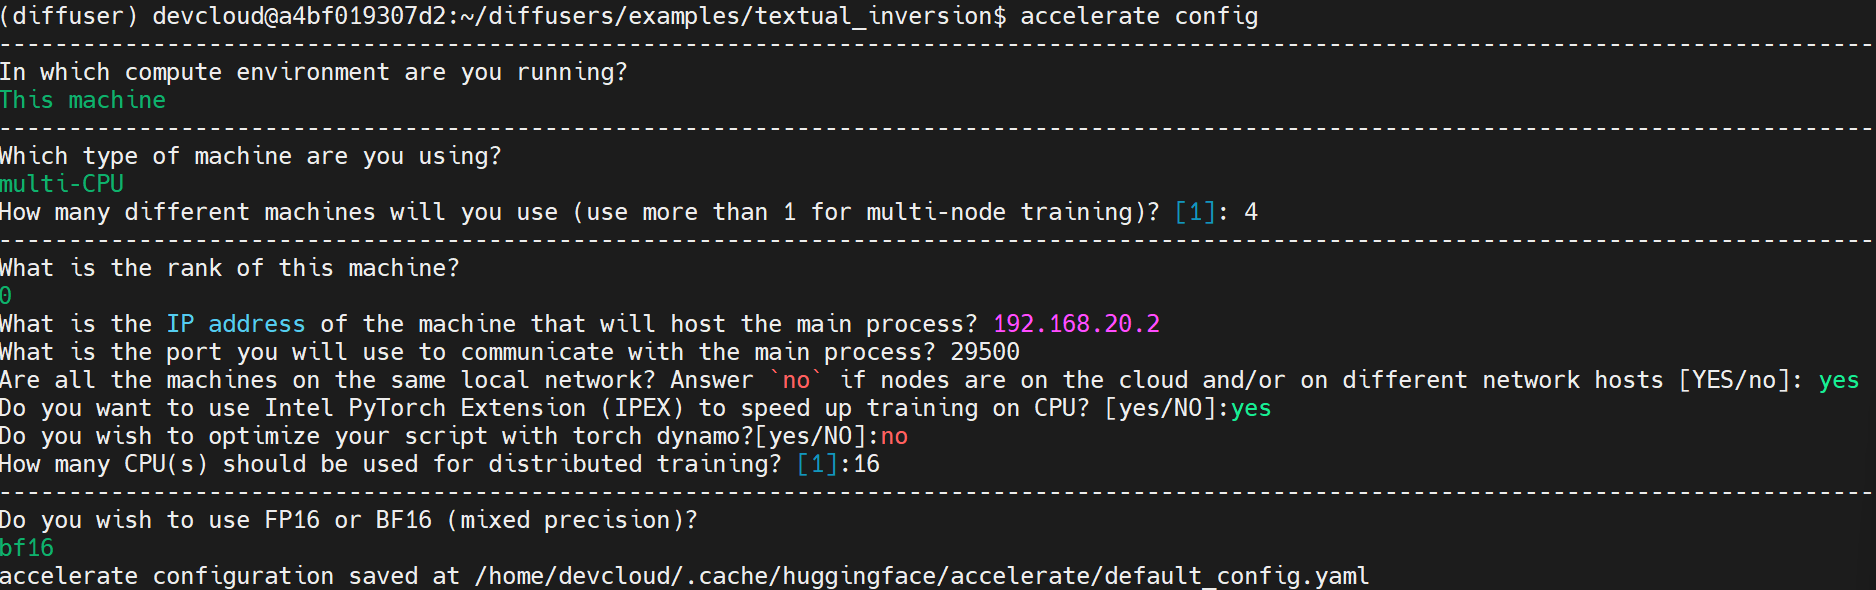 (diffuser) devcloud@a4bf019307d2:~/diffusers/examples/textual_inversion$ accelerate config
--------------------------------------------------------------------------------------------------------------------------------------
In which compute environment are you running?
This machine
--------------------------------------------------------------------------------------------------------------------------------------
Which type of machine are you using?
multi-CPU
How many different machines will you use (use more than 1 for multi-node training)? [1]: 4
--------------------------------------------------------------------------------------------------------------------------------------
What is the rank of this machine?
0
What is the IP address of the machine that will host the main process? 192.168.20.2
What is the port you will use to communicate with the main process? 29500
Are all the machines on the same local network? Answer `no` if nodes are on the cloud and/or on different network hosts [YES/no]: yes
Do you want to use Intel PyTorch Extension (IPEX) to speed up training on CPU? [yes/NO]:yes
Do you wish to optimize your script with torch dynamo?[yes/NO]:no
How many CPU(s) should be used for distributed training? [1]:16
--------------------------------------------------------------------------------------------------------------------------------------
Do you wish to use FP16 or BF16 (mixed precision)?
bf16
accelerate configuration saved at /home/devcloud/.cache/huggingface/accelerate/default_config.yaml